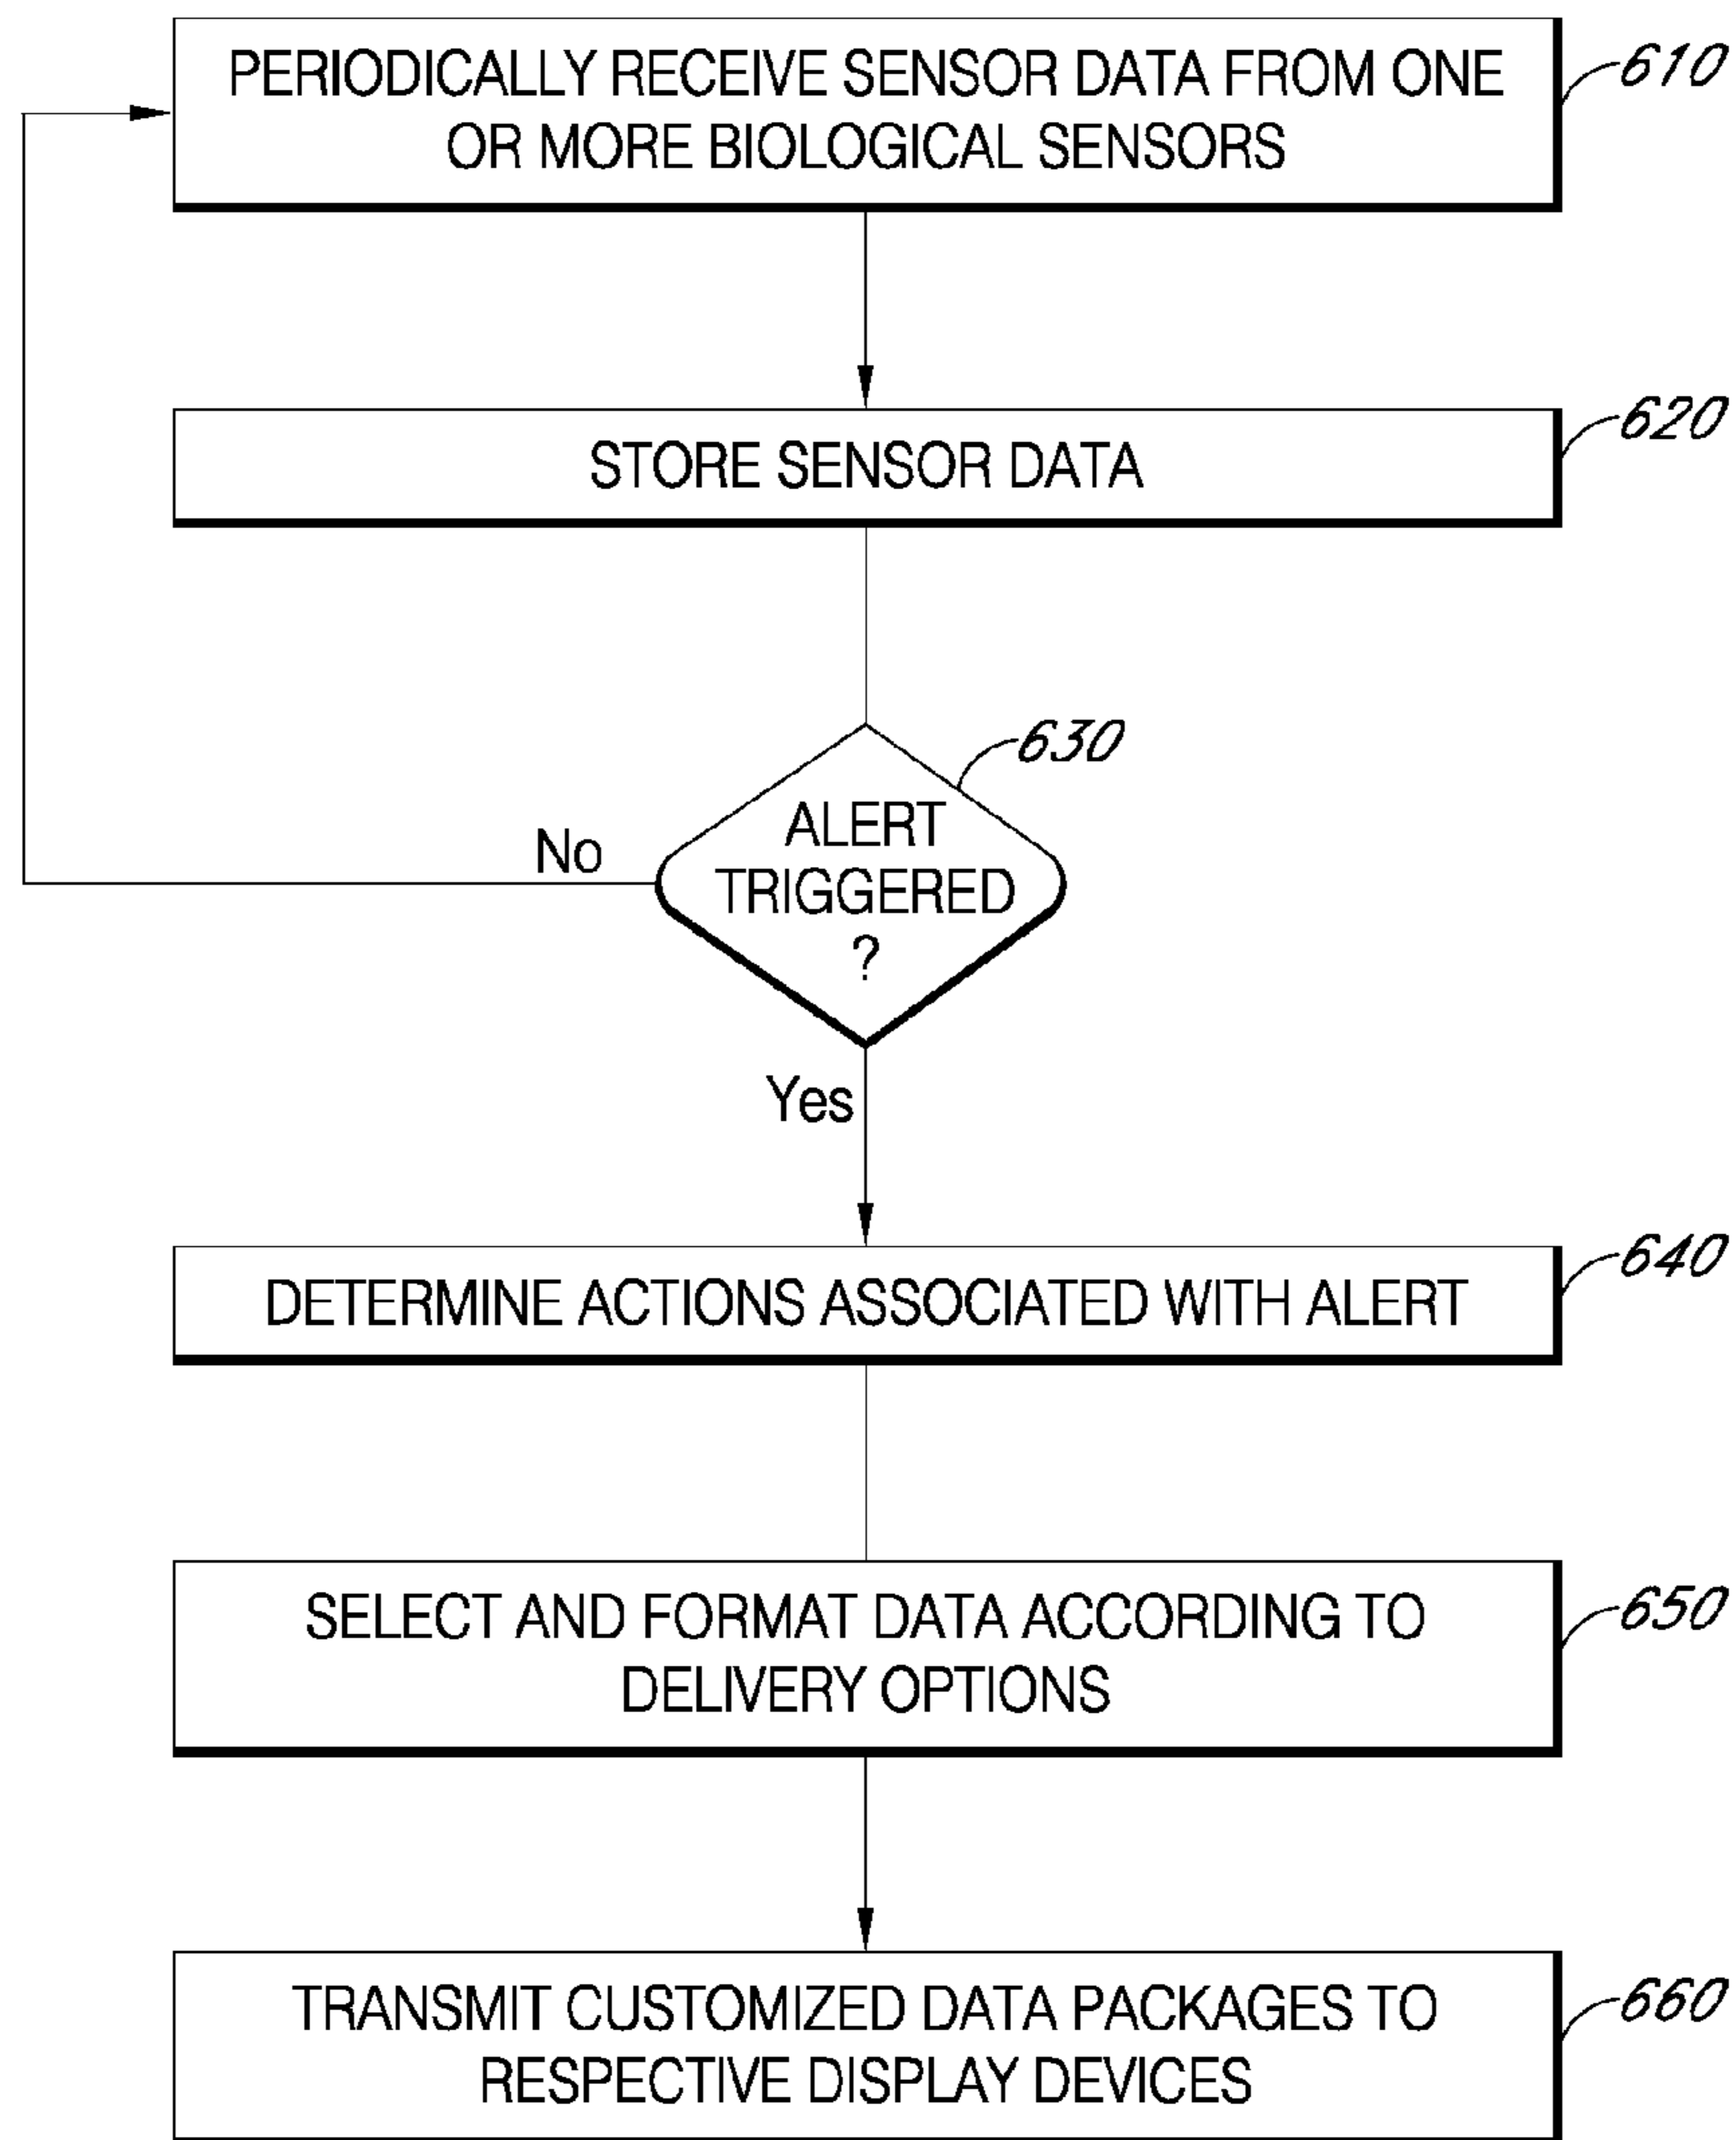 PERIODICALLY RECEIVE SENSOR DATA FROM ONE
OR MORE BIOLOGICAL SENSORS
610
STORE SENSOR DATA
620
630
ALERT
TRIGGERED
?
No
Yes
DETERMINE ACTIONS ASSOCIATED WITH ALERT
640
SELECT AND FORMAT DATA ACCORDING TO
DELIVERY OPTIONS
650
TRANSMIT CUSTOMIZED DATA PACKAGES TO
RESPECTIVE DISPLAY DEVICES
660